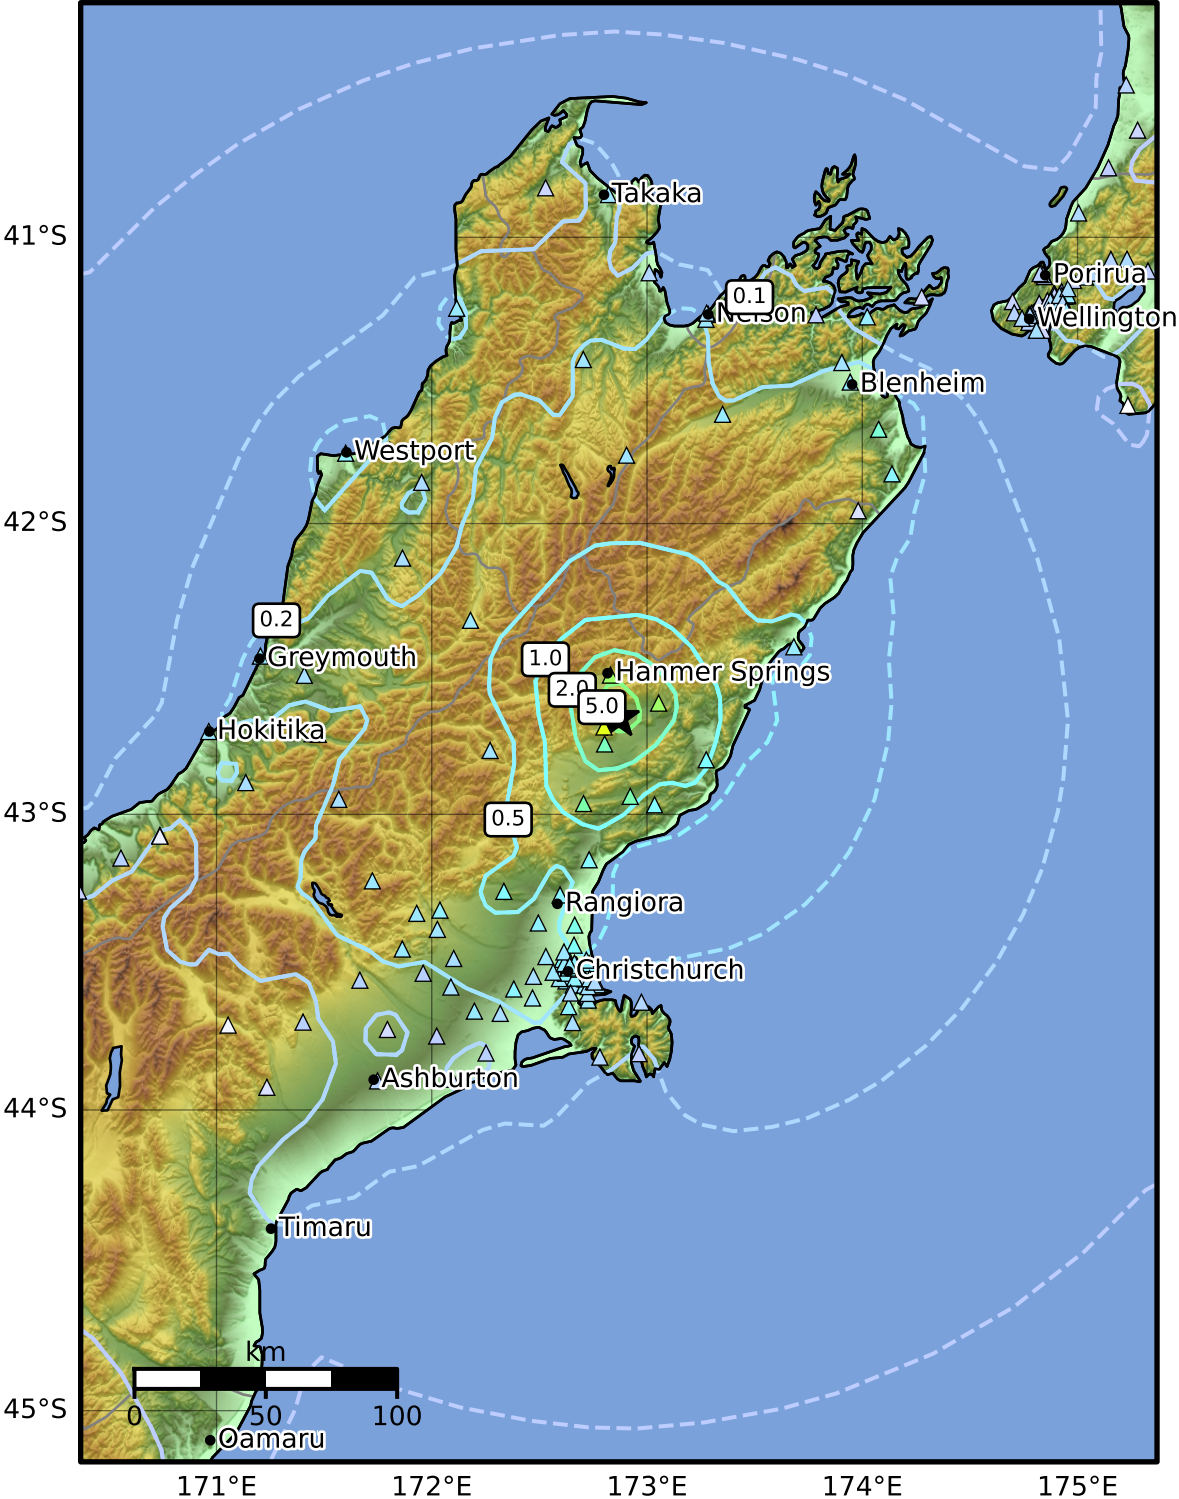 Takaka
41°S
Porirua
0.1
Nelson
Wellington
Blenheim
Westport
42°S
0.2
Greymouth
1.0
Hanmer Springs
2.0
5.0
Hokitika
43°S
0.5
Rangiora
Christchurch
Ashburton
44°S
Timaru
km
0 50 100
45°S
Oamaru
171°E 172°E 173°E 174°E 175°E